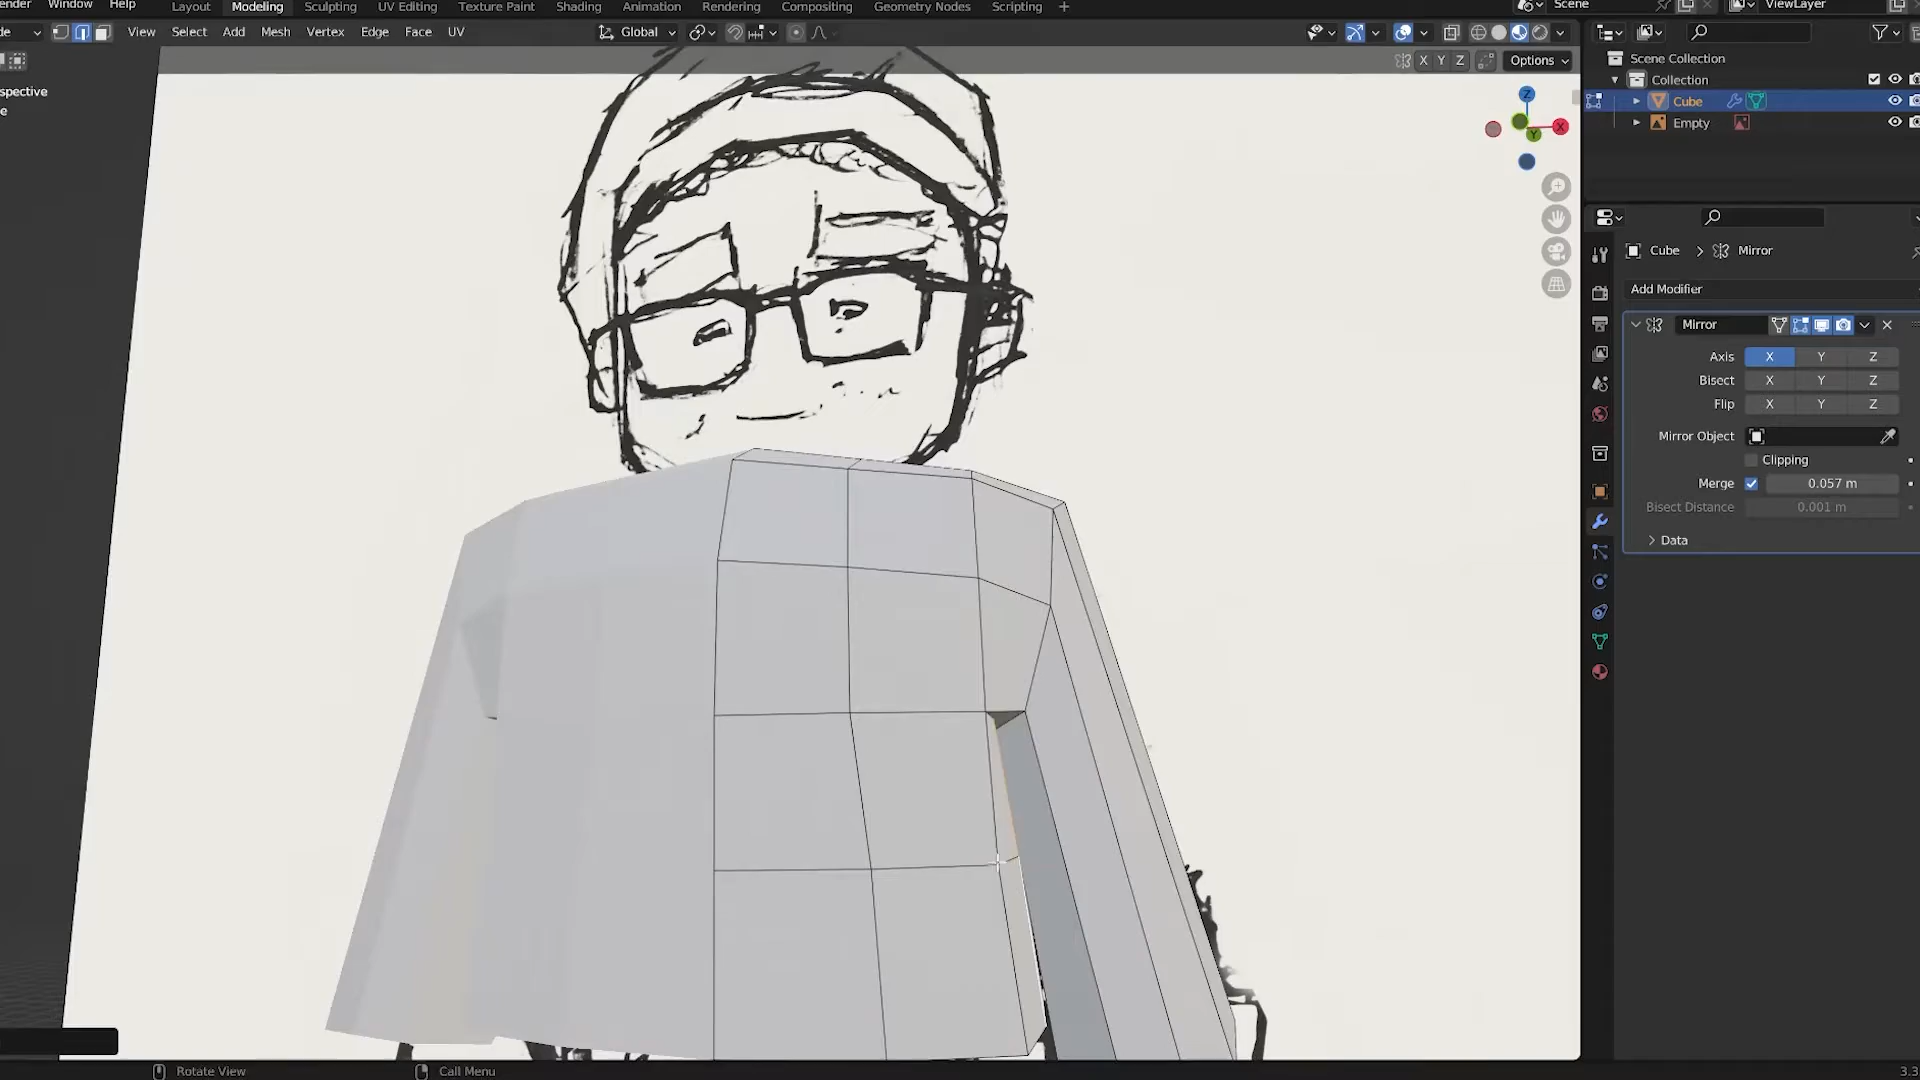 ender Window Help Layout Modeling Sculpting UV Editing Texture Paint Shading Animation Rendering Compositing Geometry Nodes Scripting + Scene ViewLayer
de View Select Add Mesh Vertex Edge Face UV Global
X Y Z Options
spective
e
Z
X
Y
Scene Collection
Collection
Cube
Empty
Cube > Mirror
Add Modifier
Mirror
Axis X Y Z
Bisect X Y Z
Flip X Y Z
Mirror Object
Clipping
Merge 0.057 m
Bisect Distance 0.001 m
Data
Rotate View Call Menu 3.3